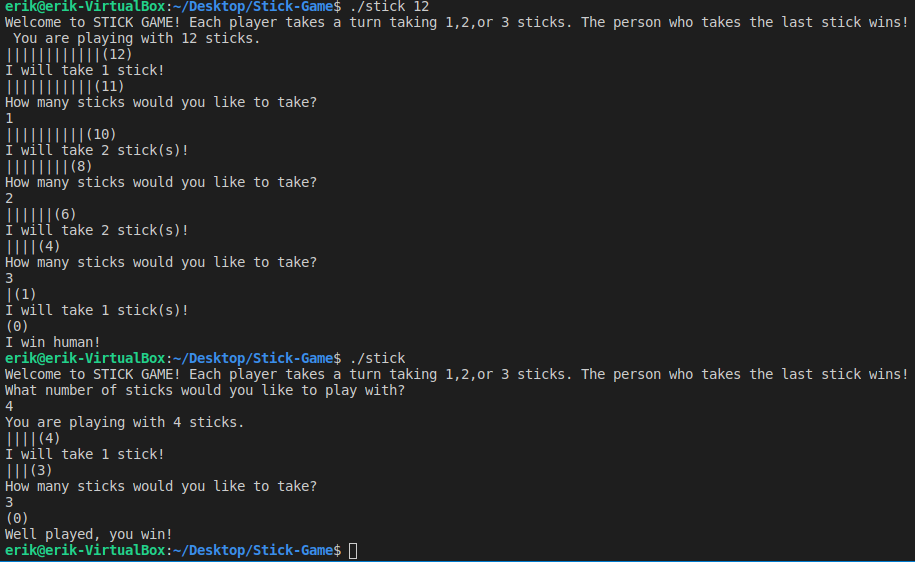 erik@erik-VirtualBox:~/Desktop/Stick-Game$ ./stick 12
Welcome to STICK GAME! Each player takes a turn taking 1,2,or 3 sticks. The person who takes the last stick wins!
 You are playing with 12 sticks.
||||||||||||(12)
I will take 1 stick!
|||||||||||(11)
How many sticks would you like to take?
1
||||||||||(10)
I will take 2 stick(s)!
||||||||(8)
How many sticks would you like to take?
2
||||||(6)
I will take 2 stick(s)!
||||(4)
How many sticks would you like to take?
3
|(1)
I will take 1 stick(s)!
(0)
I win human!
erik@erik-VirtualBox:~/Desktop/Stick-Game$ ./stick
Welcome to STICK GAME! Each player takes a turn taking 1,2,or 3 sticks. The person who takes the last stick wins!
What number of sticks would you like to play with?
4
You are playing with 4 sticks.
||||(4)
I will take 1 stick!
|||(3)
How many sticks would you like to take?
3
(0)
Well played, you win!
erik@erik-VirtualBox:~/Desktop/Stick-Game$